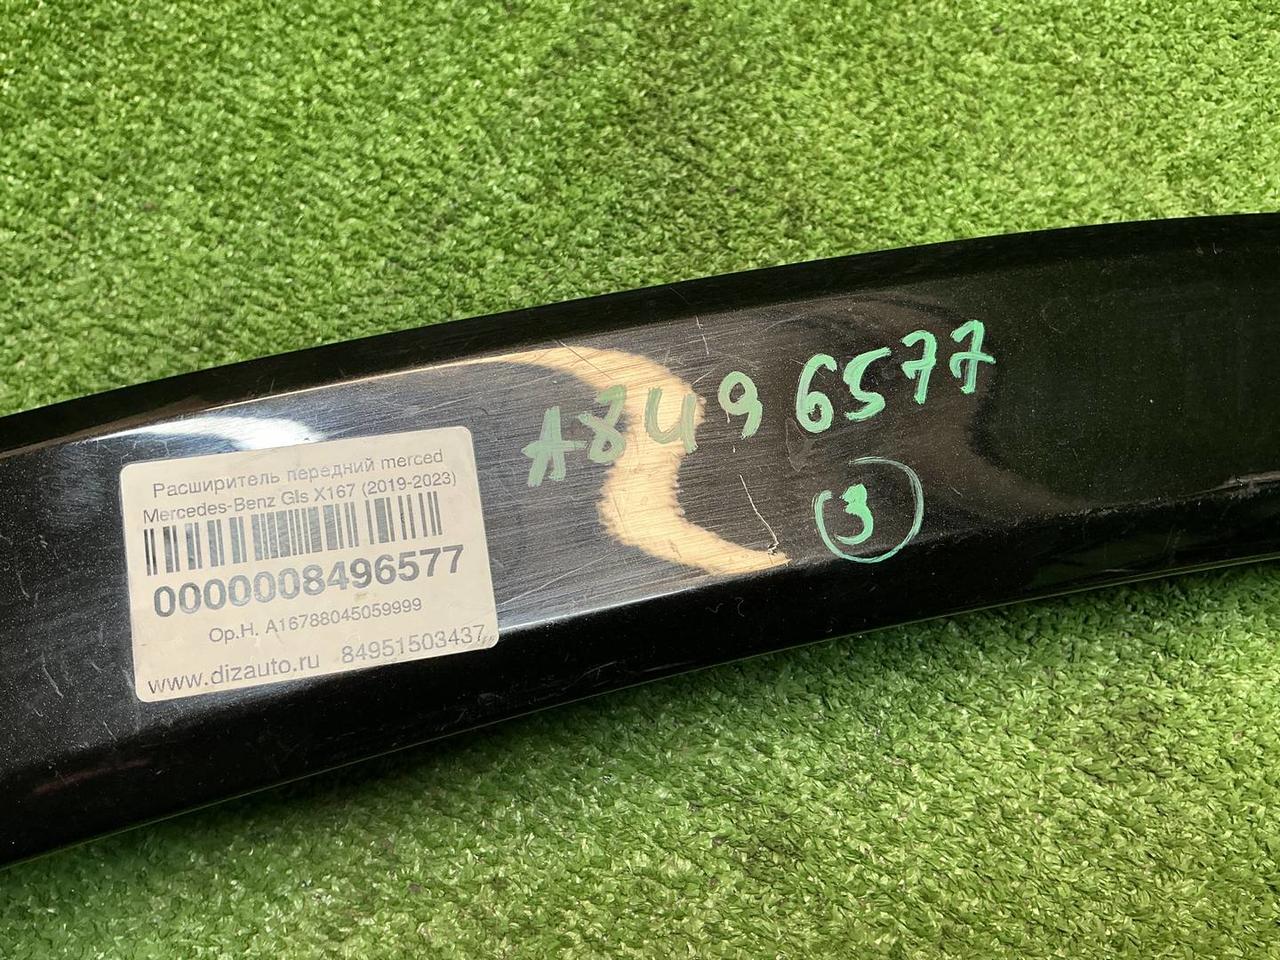 Расширитель передний merced
Mercedes-Benz Gls X167 (2019-2023)
0000008496577
Ор.Н. A16788045059999
www.dizauto.ru 84951503437
A8496577
3